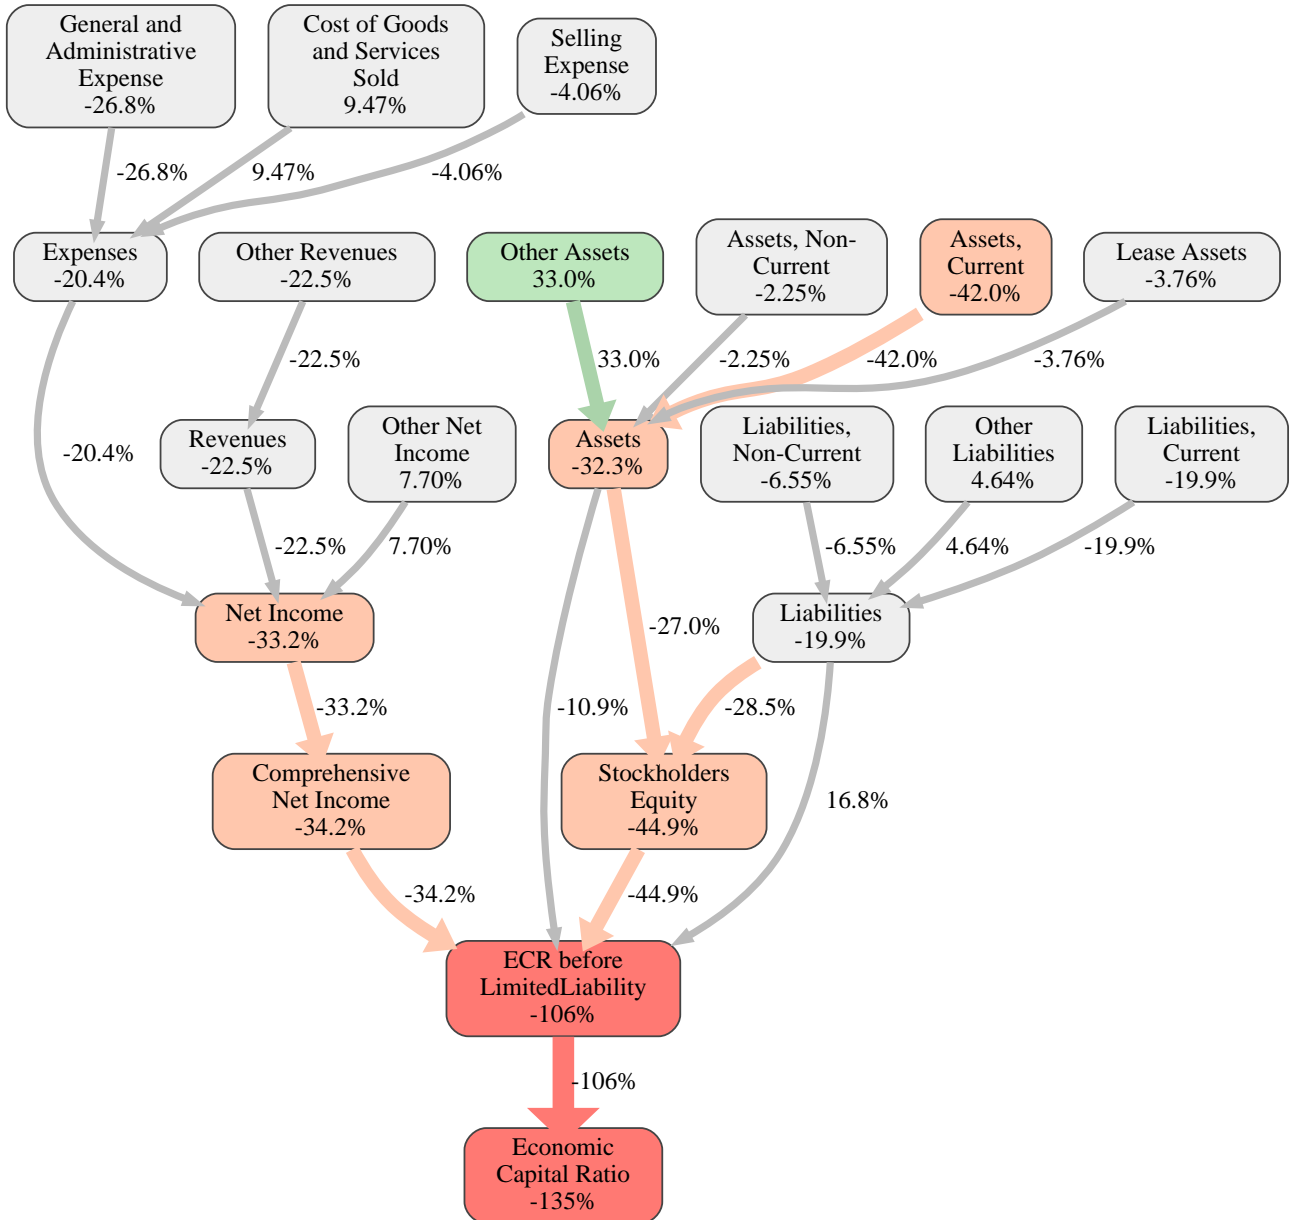 General and
Administrative
Expense
-26.8%
Cost of Goods
and Services
Sold
9.47%
Selling
Expense
-4.06%
-26.8%
9.47%
-4.06%
Expenses
-20.4%
Other Revenues
-22.5%
Other Assets
33.0%
Assets, Non-
Current
-2.25%
Assets,
Current
-42.0%
Lease Assets
-3.76%
-22.5%
33.0%
-2.25%
-42.0%
-3.76%
-20.4%
Revenues
-22.5%
Other Net
Income
7.70%
Assets
-32.3%
Liabilities,
Non-Current
-6.55%
Other
Liabilities
4.64%
Liabilities,
Current
-19.9%
-22.5%
7.70%
-6.55%
4.64%
-19.9%
Net Income
-33.2%
-27.0%
Liabilities
-19.9%
-33.2%
-10.9%
-28.5%
Comprehensive
Net Income
-34.2%
Stockholders
Equity
-44.9%
16.8%
-34.2%
-44.9%
ECR before
LimitedLiability
-106%
-106%
Economic
Capital Ratio
-135%